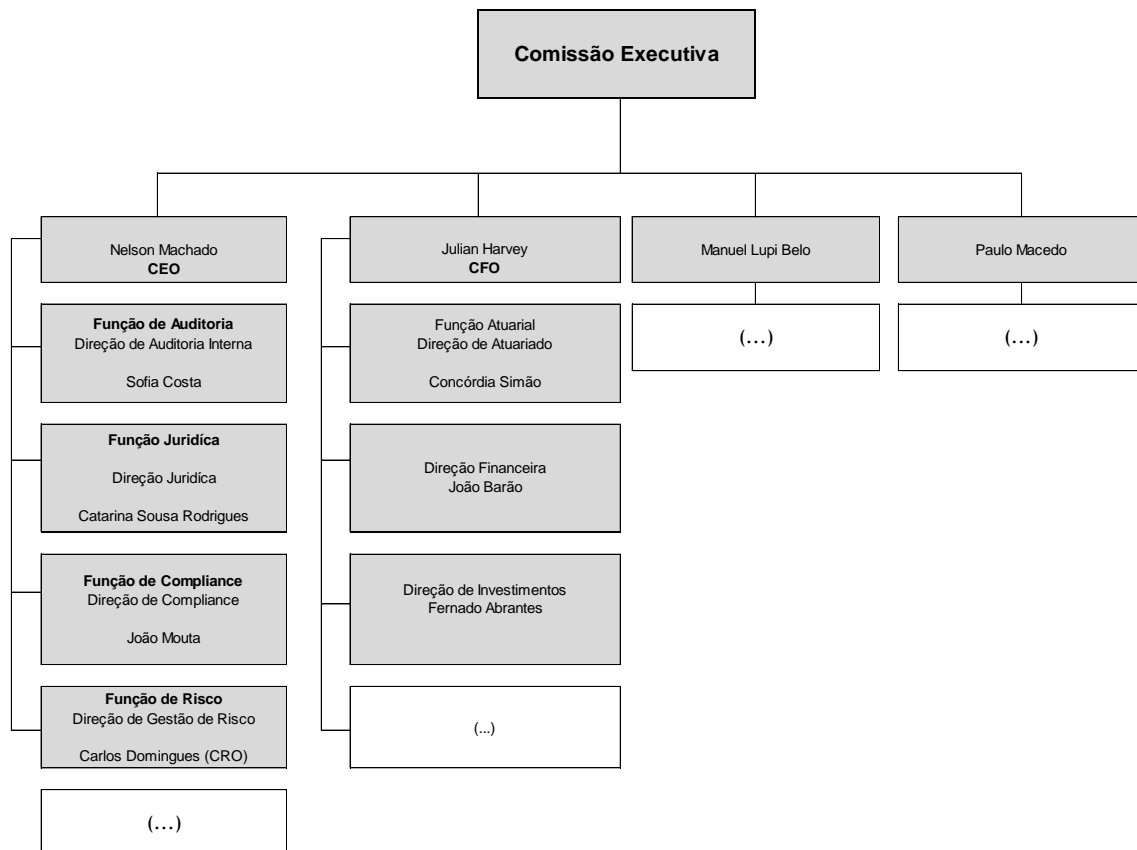 Comissão Executiva
Nelson Machado
CEO
Julian Harvey
CFO
Manuel Lupi Belo
Paulo Macedo
Função de Auditoria
Direção de Auditoria Interna
Sofia Costa
Função Atuarial
Direção de Atuariado
Concórdia Simão
(...)
(...)
Função Juridíca
Direção Juridíca
Catarina Sousa Rodrigues
Direção Financeira
João Barão
Função de Compliance
Direção de Compliance
João Mouta
Direção de Investimentos
Fernado Abrantes
Função de Risco
Direção de Gestão de Risco
Carlos Domingues (CRO)
(...)
(...)